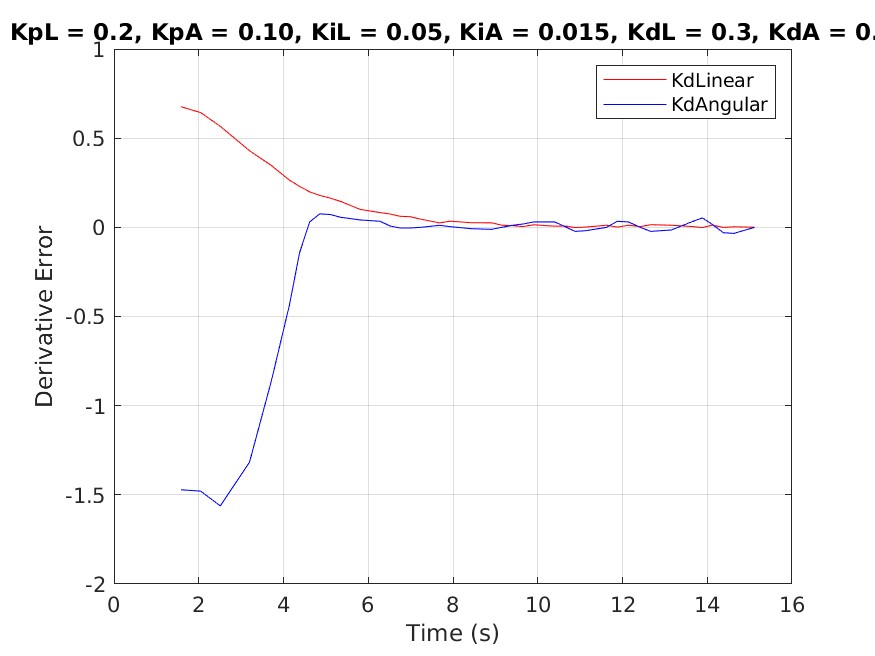 KpL = 0.2, KpA = 0.10, KiL = 0.05, KiA = 0.015, KdL = 0.3, KdA = 0.
1
0.5
0
-0.5
-1
-1.5
-2
Derivative Error
KdLinear
KdAngular
0 2 4 6 8 10 12 14 16
Time (s)